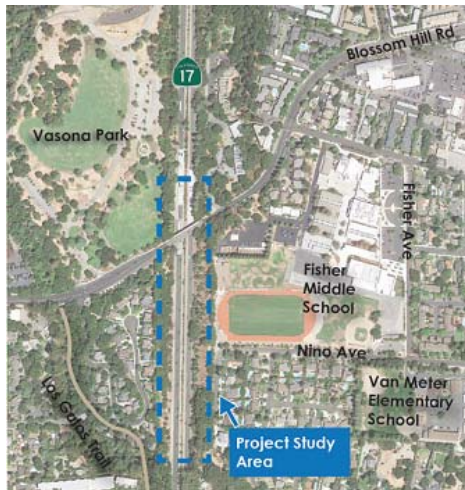 Blossom Hill Rd
17
Vasona Park
Fisher Ave
Fisher
Middle
School
Nino Ave
Van Meter
Elementary
School
Los Gatos Trail
Project Study
Area